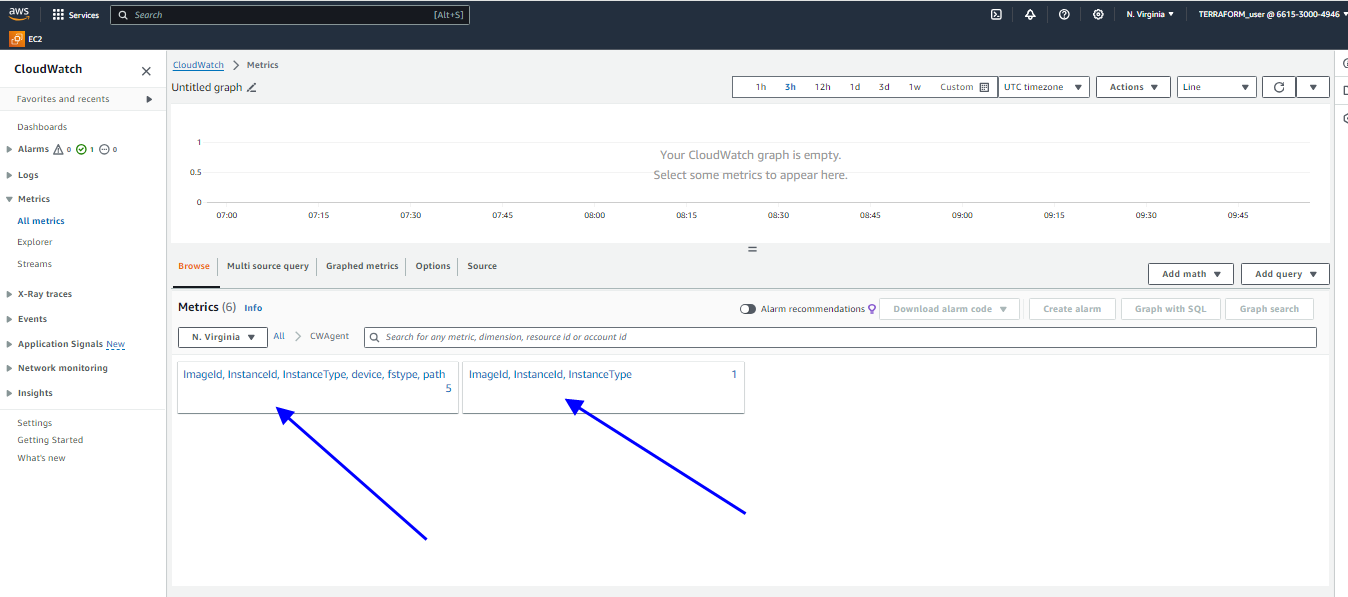 aws Services Search [Alt+S] N. Virginia TERRAFORM_user @ 6615-3000-4946
EC2
CloudWatch
Favorites and recents
Dashboards
Alarms 0 1 0
Logs
Metrics
All metrics
Explorer
Streams
X-Ray traces
Events
Application Signals New
Network monitoring
Insights
Settings
Getting Started
What's new
CloudWatch Metrics
Untitled graph
1h 3h 12h 1d 3d 1w Custom UTC timezone Actions Line
Your CloudWatch graph is empty.
Select some metrics to appear here.
1
0.5
0
07:00 07:15 07:30 07:45 08:00 08:15 08:30 08:45 09:00 09:15 09:30 09:45
Browse Multi source query Graphed metrics Options Source
Add math Add query
Metrics (6) Info
Alarm recommendations Download alarm code Create alarm Graph with SQL Graph search
N. Virginia All CWAgent Search for any metric, dimension, resource id or account id
ImageId, InstanceId, InstanceType, device, fstype, path
5
ImageId, InstanceId, InstanceType 1